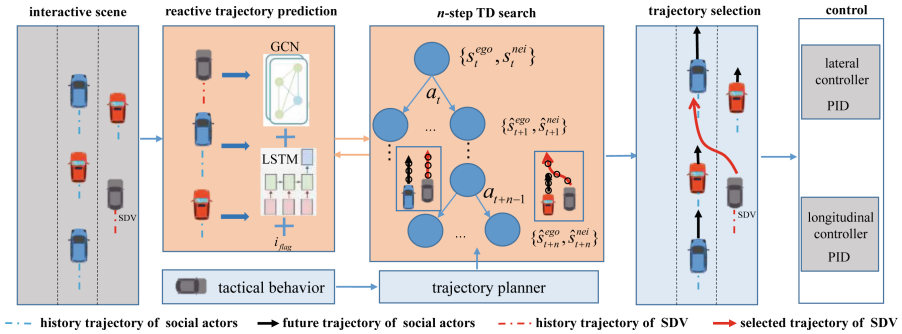 interactive scene
SDV
reactive trajectory prediction
GCN
LSTM
i_flag
n-step TD search
{s_t^{ego}, s_t^{nei}}
a_t
{ŝ_{t+1}^{ego}, ŝ_{t+1}^{nei}}
...
a_{t+n-1}
...
{ŝ_{t+n}^{ego}, ŝ_{t+n}^{nei}}
tactical behavior
trajectory planner
trajectory selection
SDV
control
lateral
controller
PID
longitudinal
controller
PID
history trajectory of social actors
future trajectory of social actors
history trajectory of SDV
selected trajectory of SDV